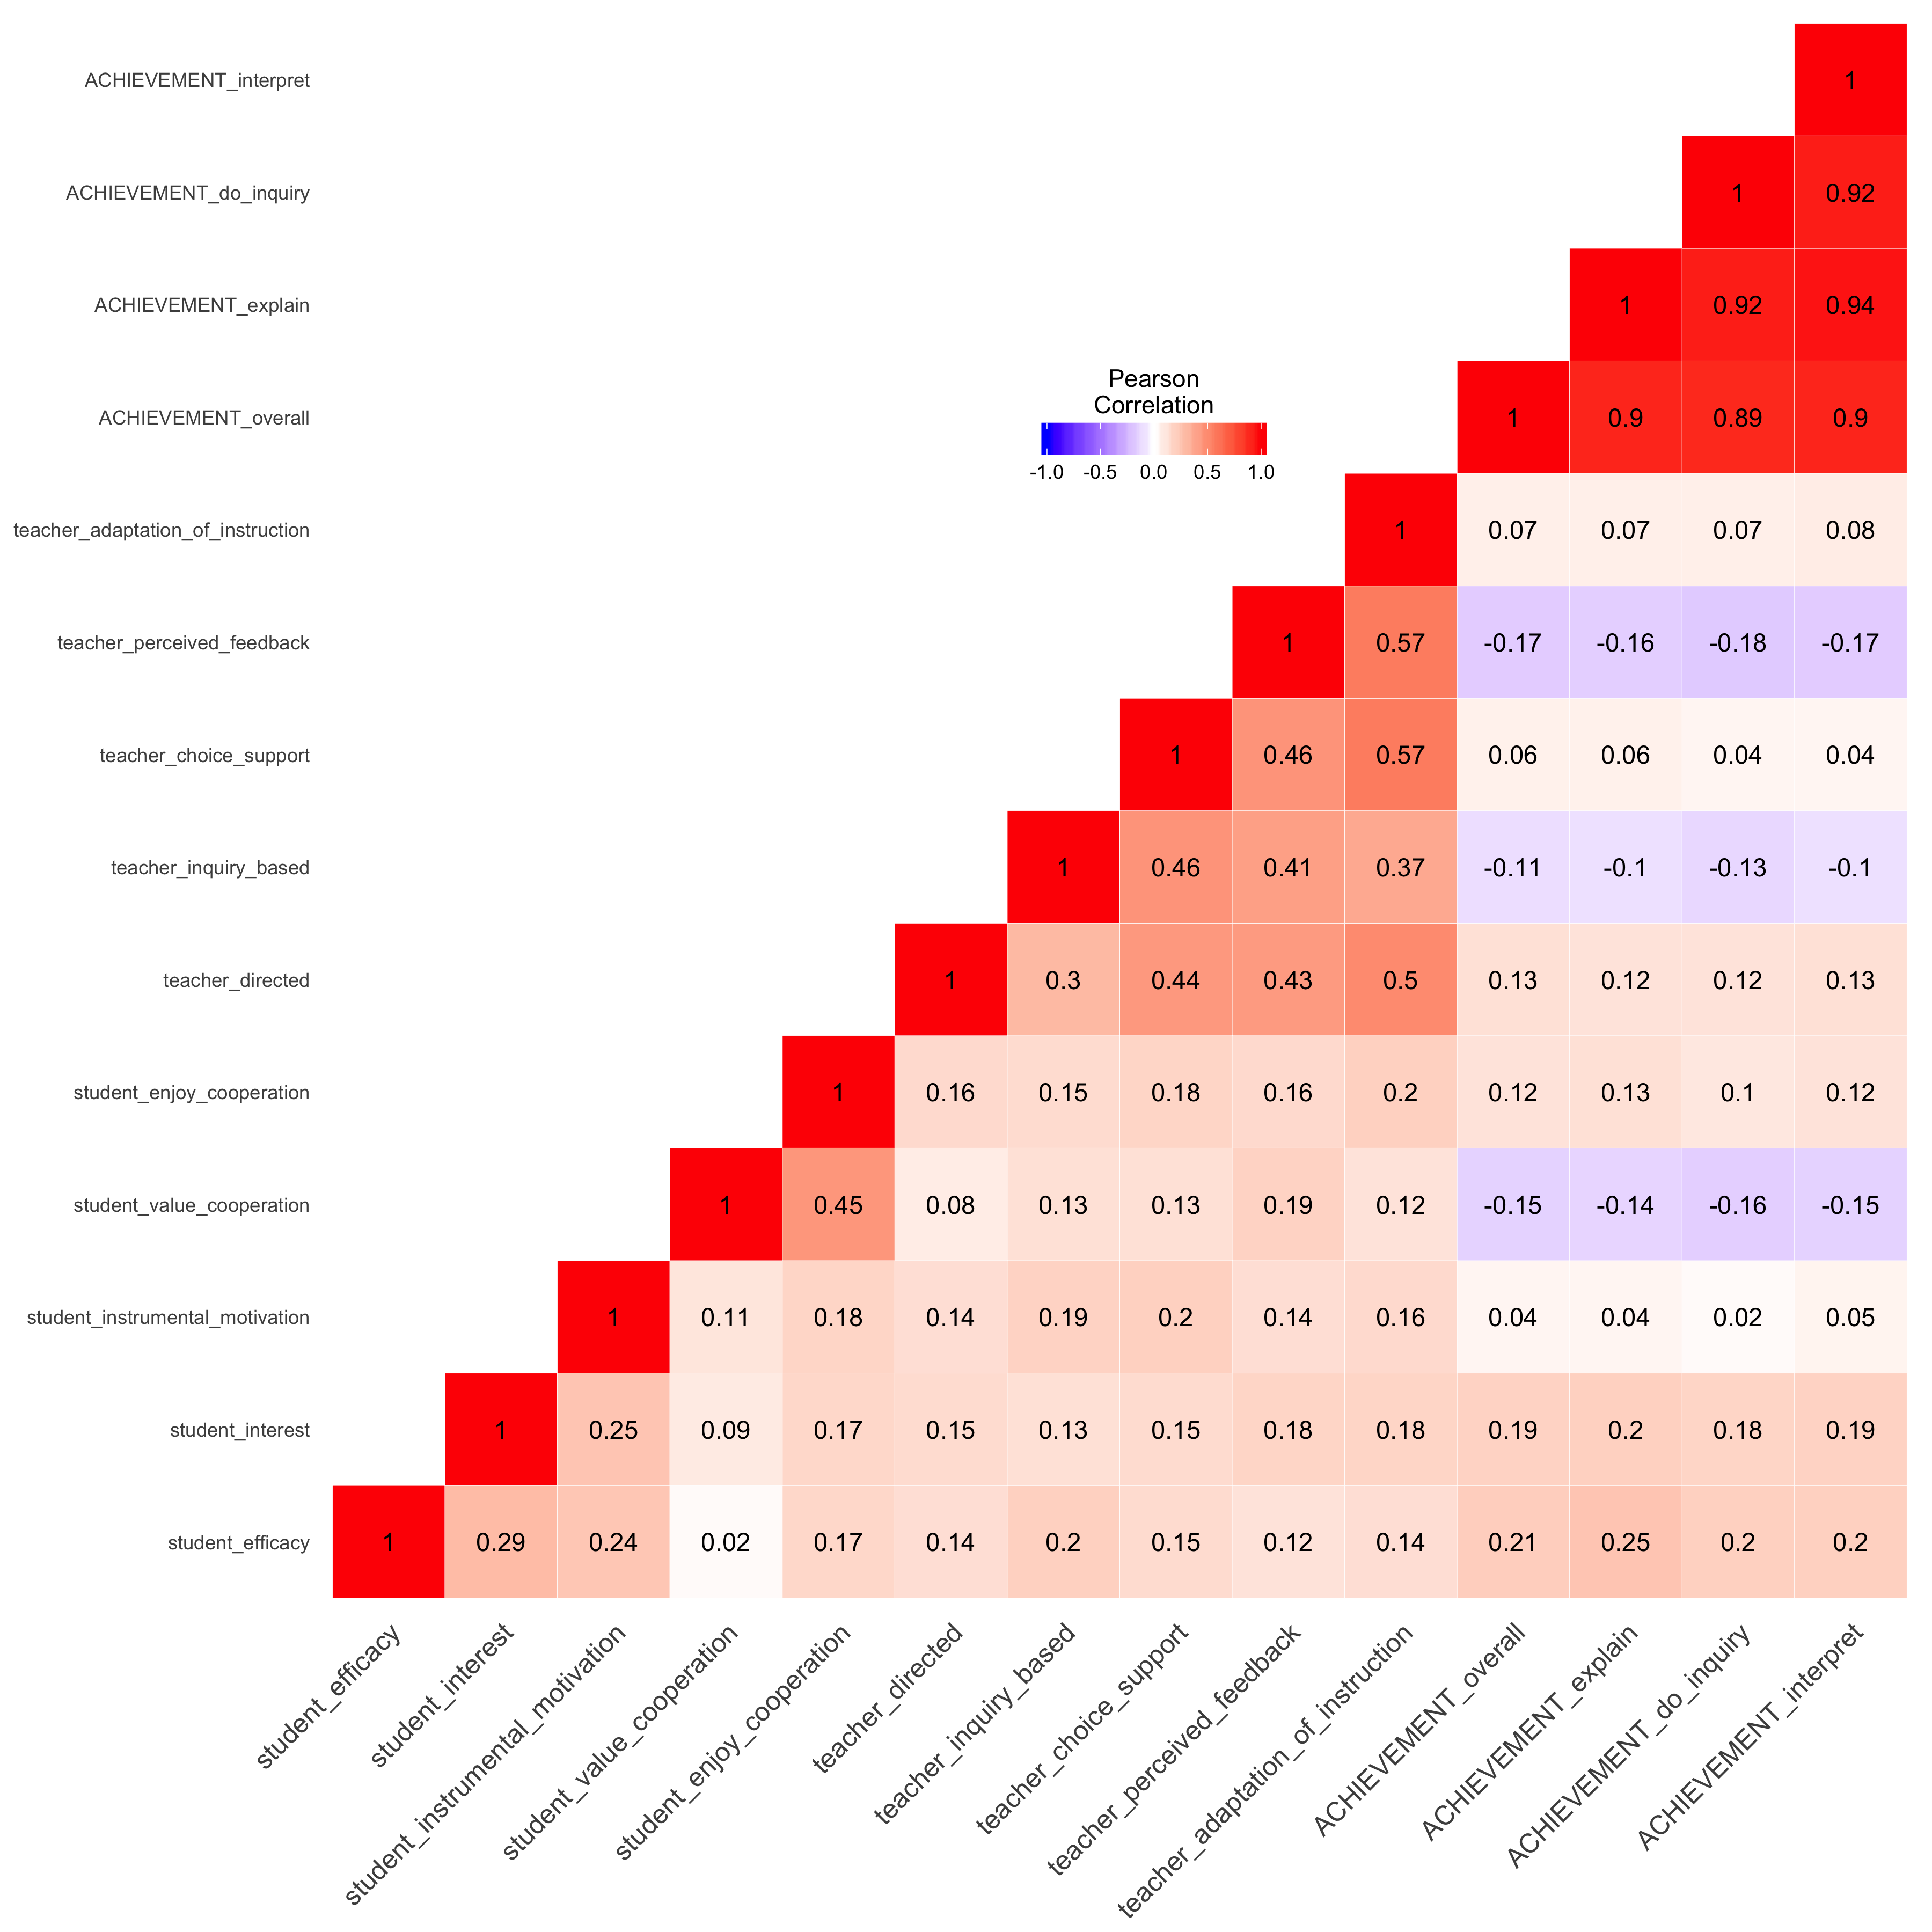 ACHIEVEMENT_interpret
1
ACHIEVEMENT_do_inquiry
1 0.92
ACHIEVEMENT_explain
1 0.92 0.94
Pearson
Correlation
-1.0 -0.5 0.0 0.5 1.0
ACHIEVEMENT_overall
1 0.9 0.89 0.9
teacher_adaptation_of_instruction
1 0.07 0.07 0.07 0.08
teacher_perceived_feedback
1 0.57 -0.17 -0.16 -0.18 -0.17
teacher_choice_support
1 0.46 0.57 0.06 0.06 0.04 0.04
teacher_inquiry_based
1 0.46 0.41 0.37 -0.11 -0.1 -0.13 -0.1
teacher_directed
1 0.3 0.44 0.43 0.5 0.13 0.12 0.12 0.13
student_enjoy_cooperation
1 0.16 0.15 0.18 0.16 0.2 0.12 0.13 0.1 0.12
student_value_cooperation
1 0.45 0.08 0.13 0.13 0.19 0.12 -0.15 -0.14 -0.16 -0.15
student_instrumental_motivation
1 0.11 0.18 0.14 0.19 0.2 0.14 0.16 0.04 0.04 0.02 0.05
student_interest
1 0.25 0.09 0.17 0.15 0.13 0.15 0.18 0.18 0.19 0.2 0.18 0.19
student_efficacy
1 0.29 0.24 0.02 0.17 0.14 0.2 0.15 0.12 0.14 0.21 0.25 0.2 0.2
student_efficacy
student_interest
student_instrumental_motivation
student_value_cooperation
student_enjoy_cooperation
teacher_directed
teacher_inquiry_based
teacher_choice_support
teacher_perceived_feedback
teacher_adaptation_of_instruction
ACHIEVEMENT_overall
ACHIEVEMENT_explain
ACHIEVEMENT_do_inquiry
ACHIEVEMENT_interpret